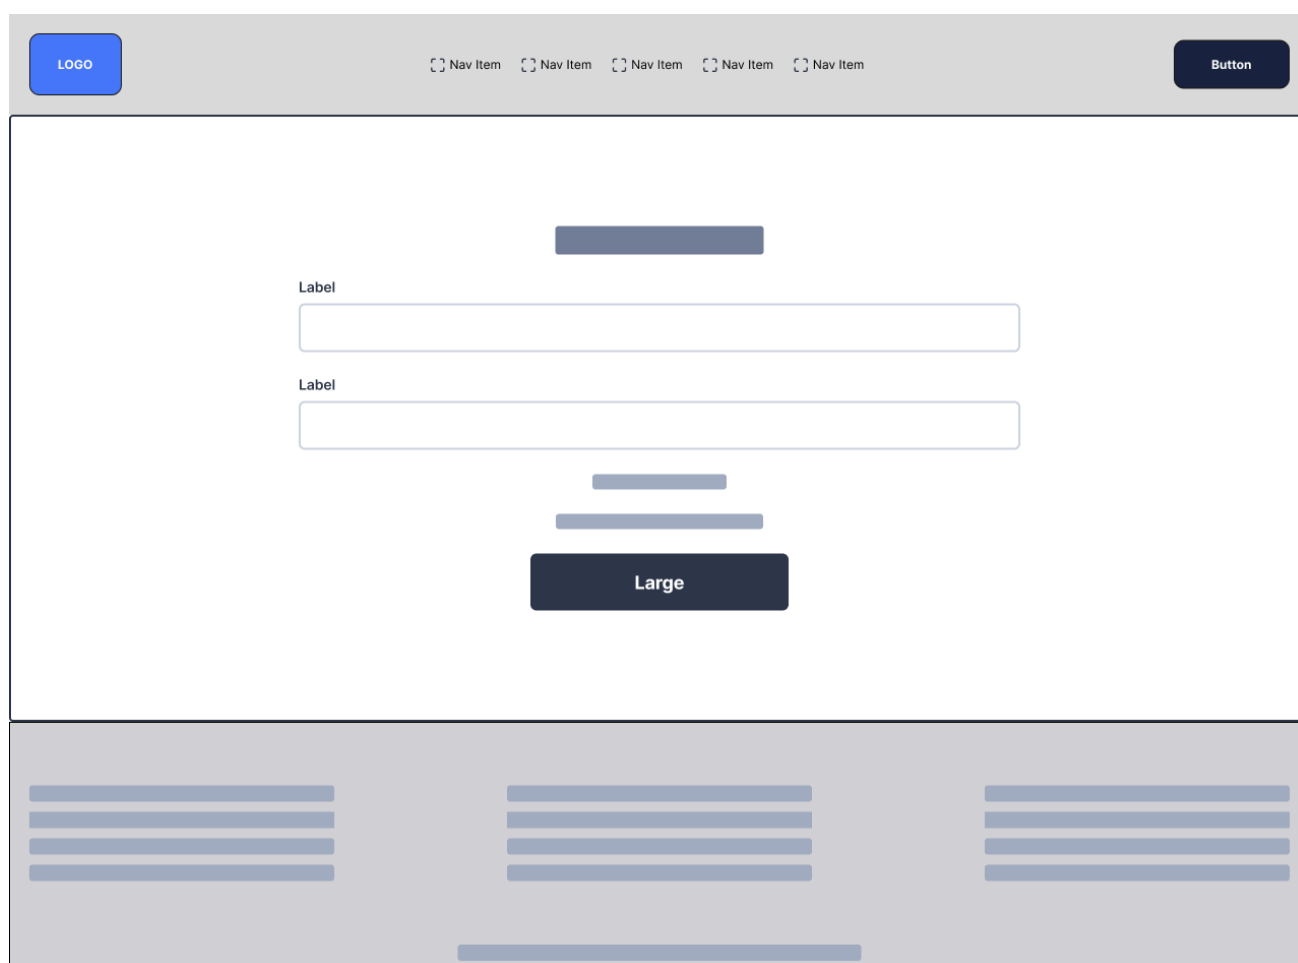 LOGO
Nav Item Nav Item Nav Item Nav Item Nav Item
Button
Label
Label
Large